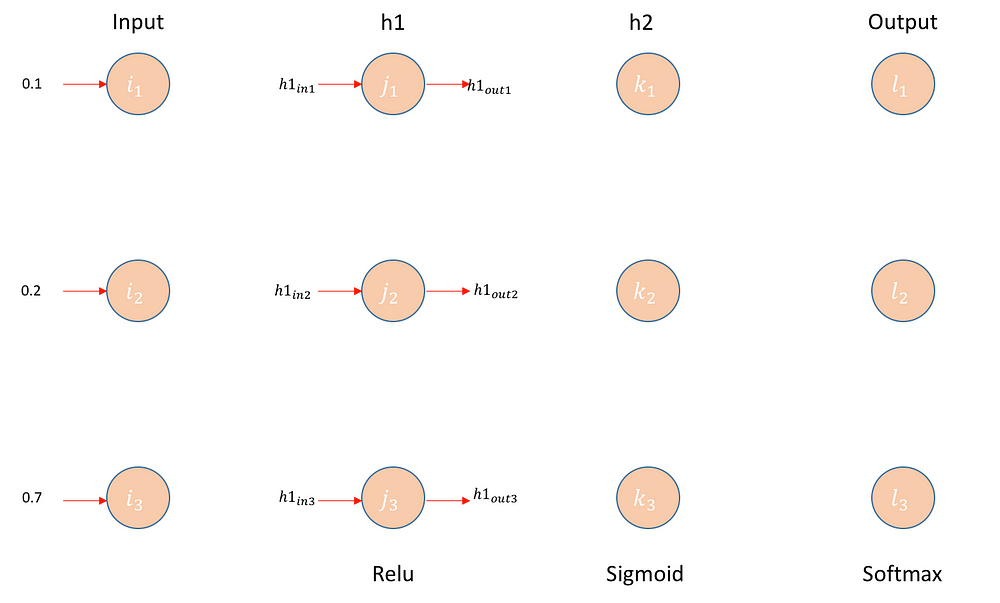 Input h1 h2 Output
0.1 i₁ h1ᵢₙ₁ j₁ h1ₒᵤₜ₁ k₁ l₁
0.2 i₂ h1ᵢₙ₂ j₂ h1ₒᵤₜ₂ k₂ l₂
0.7 i₃ h1ᵢₙ₃ j₃ h1ₒᵤₜ₃ k₃ l₃
Relu Sigmoid Softmax